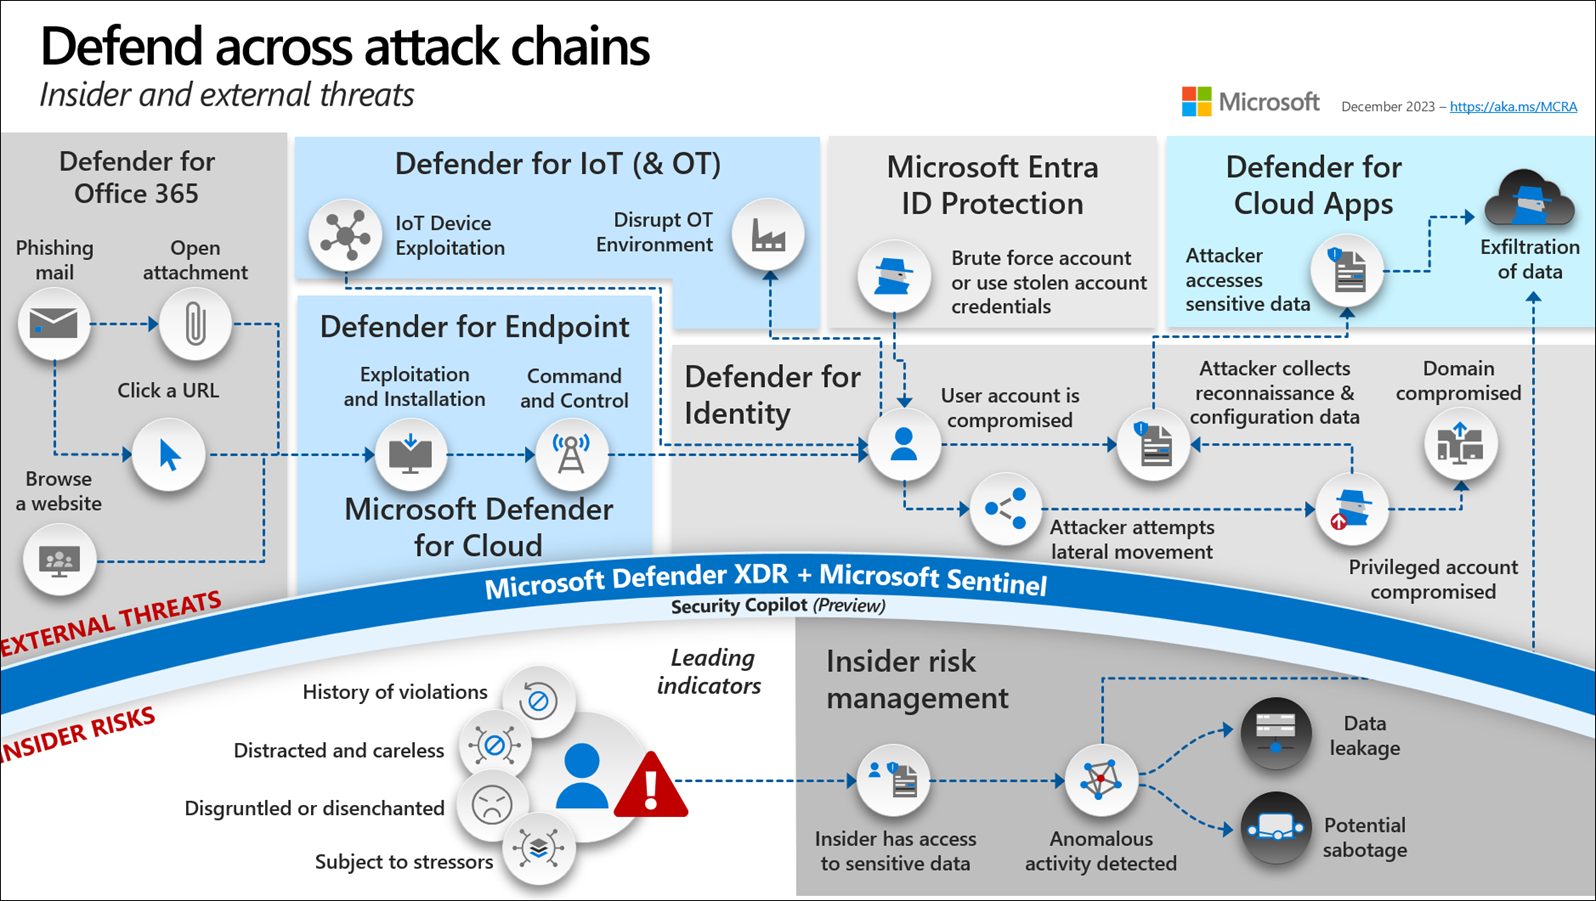 Defend across attack chains
Insider and external threats
Microsoft
December 2023 – https://aka.ms/MCRA
Defender for
Office 365
Phishing
mail
Open
attachment
Click a URL
Browse
a website
Defender for IoT (& OT)
IoT Device
Exploitation
Disrupt OT
Environment
Defender for Endpoint
Exploitation
and Installation
Command
and Control
Microsoft Defender
for Cloud
Microsoft Entra
ID Protection
Brute force account
or use stolen account
credentials
Defender for
Cloud Apps
Attacker
accesses
sensitive data
Exfiltration
of data
Defender for
Identity
User account is
compromised
Attacker collects
reconnaissance &
configuration data
Domain
compromised
Attacker attempts
lateral movement
Privileged account
compromised
EXTERNAL THREATS
Microsoft Defender XDR + Microsoft Sentinel
Security Copilot (Preview)
INSIDER RISKS
Leading
indicators
History of violations
Distracted and careless
Disgruntled or disenchanted
Subject to stressors
Insider risk
management
Insider has access
to sensitive data
Anomalous
activity detected
Data
leakage
Potential
sabotage